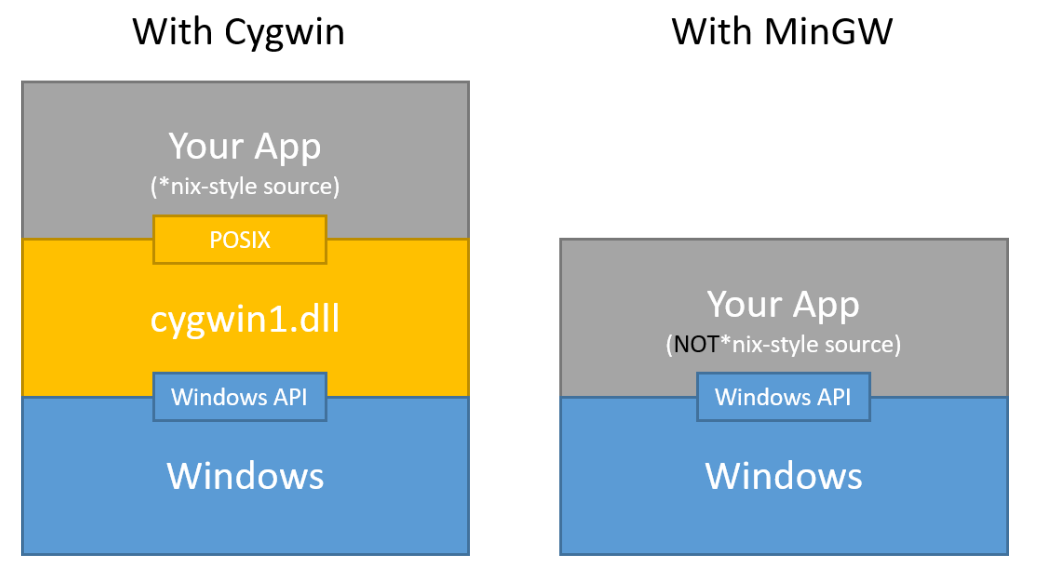 With Cygwin
Your App
(*nix-style source)
POSIX
cygwin1.dll
Windows API
Windows
With MinGW
Your App
(NOT*nix-style source)
Windows API
Windows